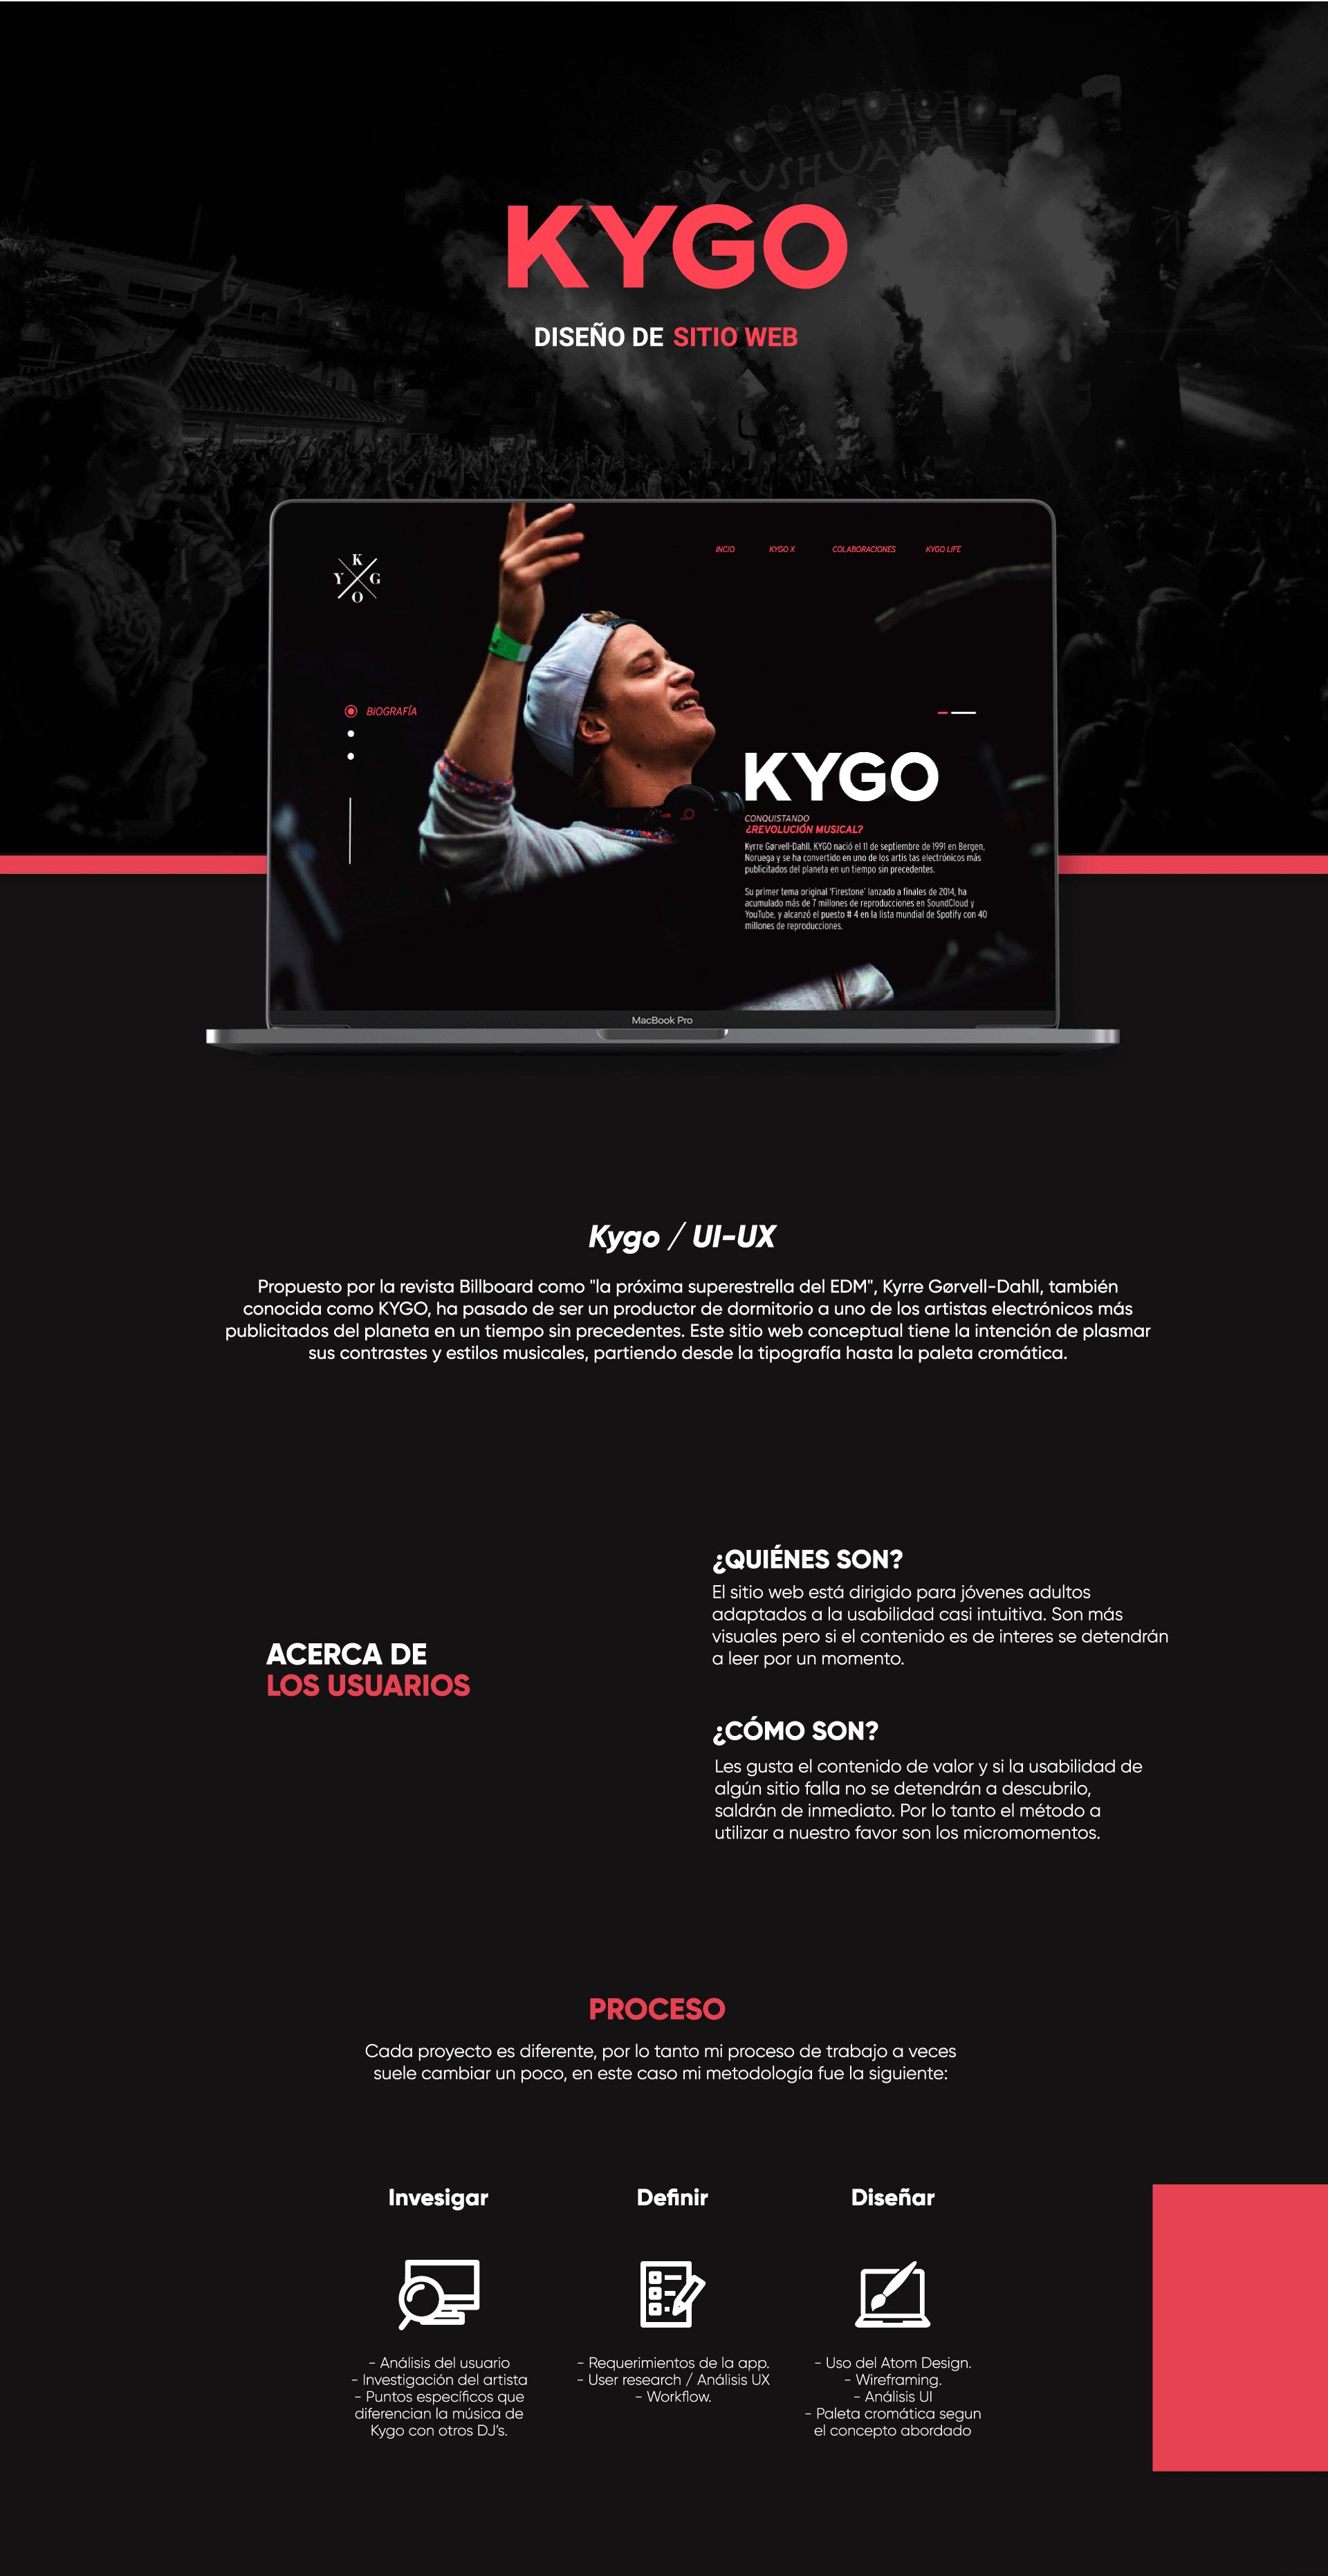 USHUAIA
KYGO
DISEÑO DE SITIO WEB
K
Y G
O
INCIO KYGO X COLABORACIONES KYGO LIFE
BIOGRAFÍA
KYGO
CONQUISTANDO
¿REVOLUCIÓN MUSICAL?
Kyrre Gørvell-Dahll, KYGO nació el 11 de septiembre de 1991 en Bergen,
Noruega y se ha convertido en uno de los artis tas electrónicos más
publicitados del planeta en un tiempo sin precedentes.
Su primer tema original 'Firestone' lanzado a finales de 2014, ha
acumulado más de 7 millones de reproducciones en SoundCloud y
YouTube, y alcanzó el puesto # 4 en la lista mundial de Spotify con 40
millones de reproducciones.
MacBook Pro
Kygo / UI-UX
Propuesto por la revista Billboard como "la próxima superestrella del EDM", Kyrre Gørvell-Dahll, también
conocida como KYGO, ha pasado de ser un productor de dormitorio a uno de los artistas electrónicos más
publicitados del planeta en un tiempo sin precedentes. Este sitio web conceptual tiene la intención de plasmar
sus contrastes y estilos musicales, partiendo desde la tipografía hasta la paleta cromática.
ACERCA DE
LOS USUARIOS
¿QUIÉNES SON?
El sitio web está dirigido para jóvenes adultos
adaptados a la usabilidad casi intuitiva. Son más
visuales pero si el contenido es de interes se detendrán
a leer por un momento.
¿CÓMO SON?
Les gusta el contenido de valor y si la usabilidad de
algún sitio falla no se detendrán a descubrilo,
saldrán de inmediato. Por lo tanto el método a
utilizar a nuestro favor son los micromomentos.
PROCESO
Cada proyecto es diferente, por lo tanto mi proceso de trabajo a veces
suele cambiar un poco, en este caso mi metodología fue la siguiente:
Invesigar
- Análisis del usuario
- Investigación del artista
- Puntos específicos que
diferencian la música de
Kygo con otros DJ's.
Definir
- Requerimientos de la app.
- User research / Análisis UX
- Workflow.
Diseñar
- Uso del Atom Design.
- Wireframing.
- Análisis UI
- Paleta cromática segun
el concepto abordado